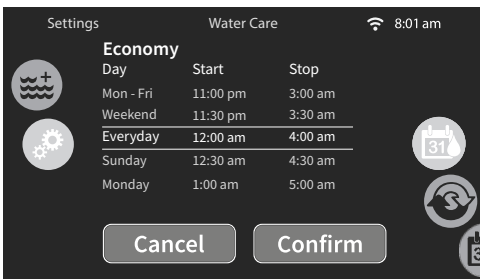 Settings Water Care 8:01 am
Economy
Day Start Stop
Mon - Fri 11:00 pm 3:00 am
Weekend 11:30 pm 3:30 am
Everyday 12:00 am 4:00 am
Sunday 12:30 am 4:30 am
Monday 1:00 am 5:00 am
31
Cancel Confirm